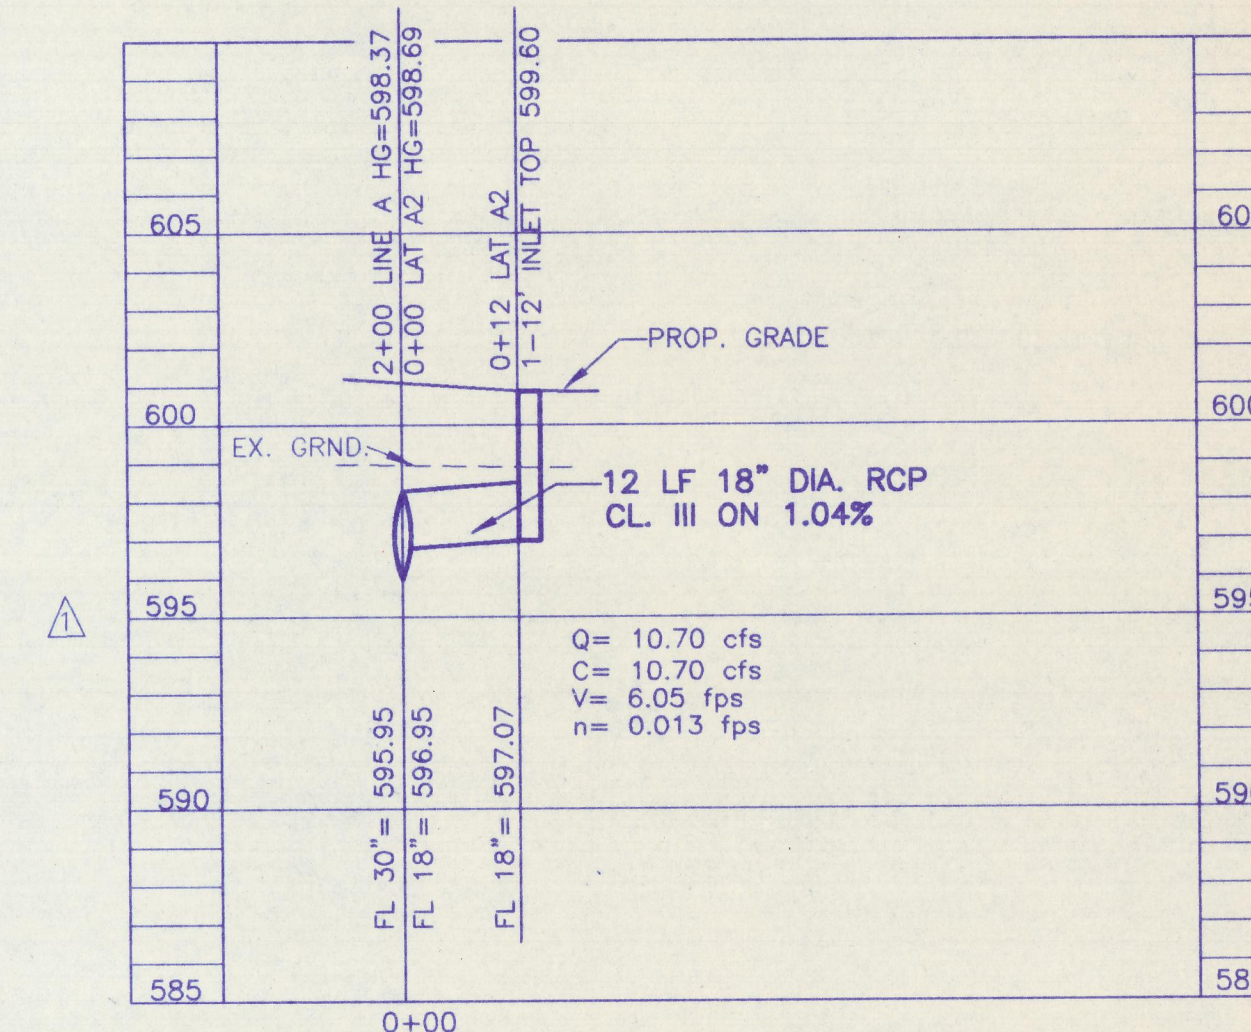 2+00 LINE A HG=598.37
0+00 LAT A2 HG=598.69
0+12 LAT A2
1-12' INLET TOP 599.60
605
600
595
590
585
PROP. GRADE
EX. GRND.
12 LF 18" DIA. RCP
CL. III ON 1.04%
1
Q= 10.70 cfs
C= 10.70 cfs
V= 6.05 fps
n= 0.013 fps
FL 30"= 595.95
FL 18"= 596.95
FL 18"= 597.07
0+00
60
600
595
590
58